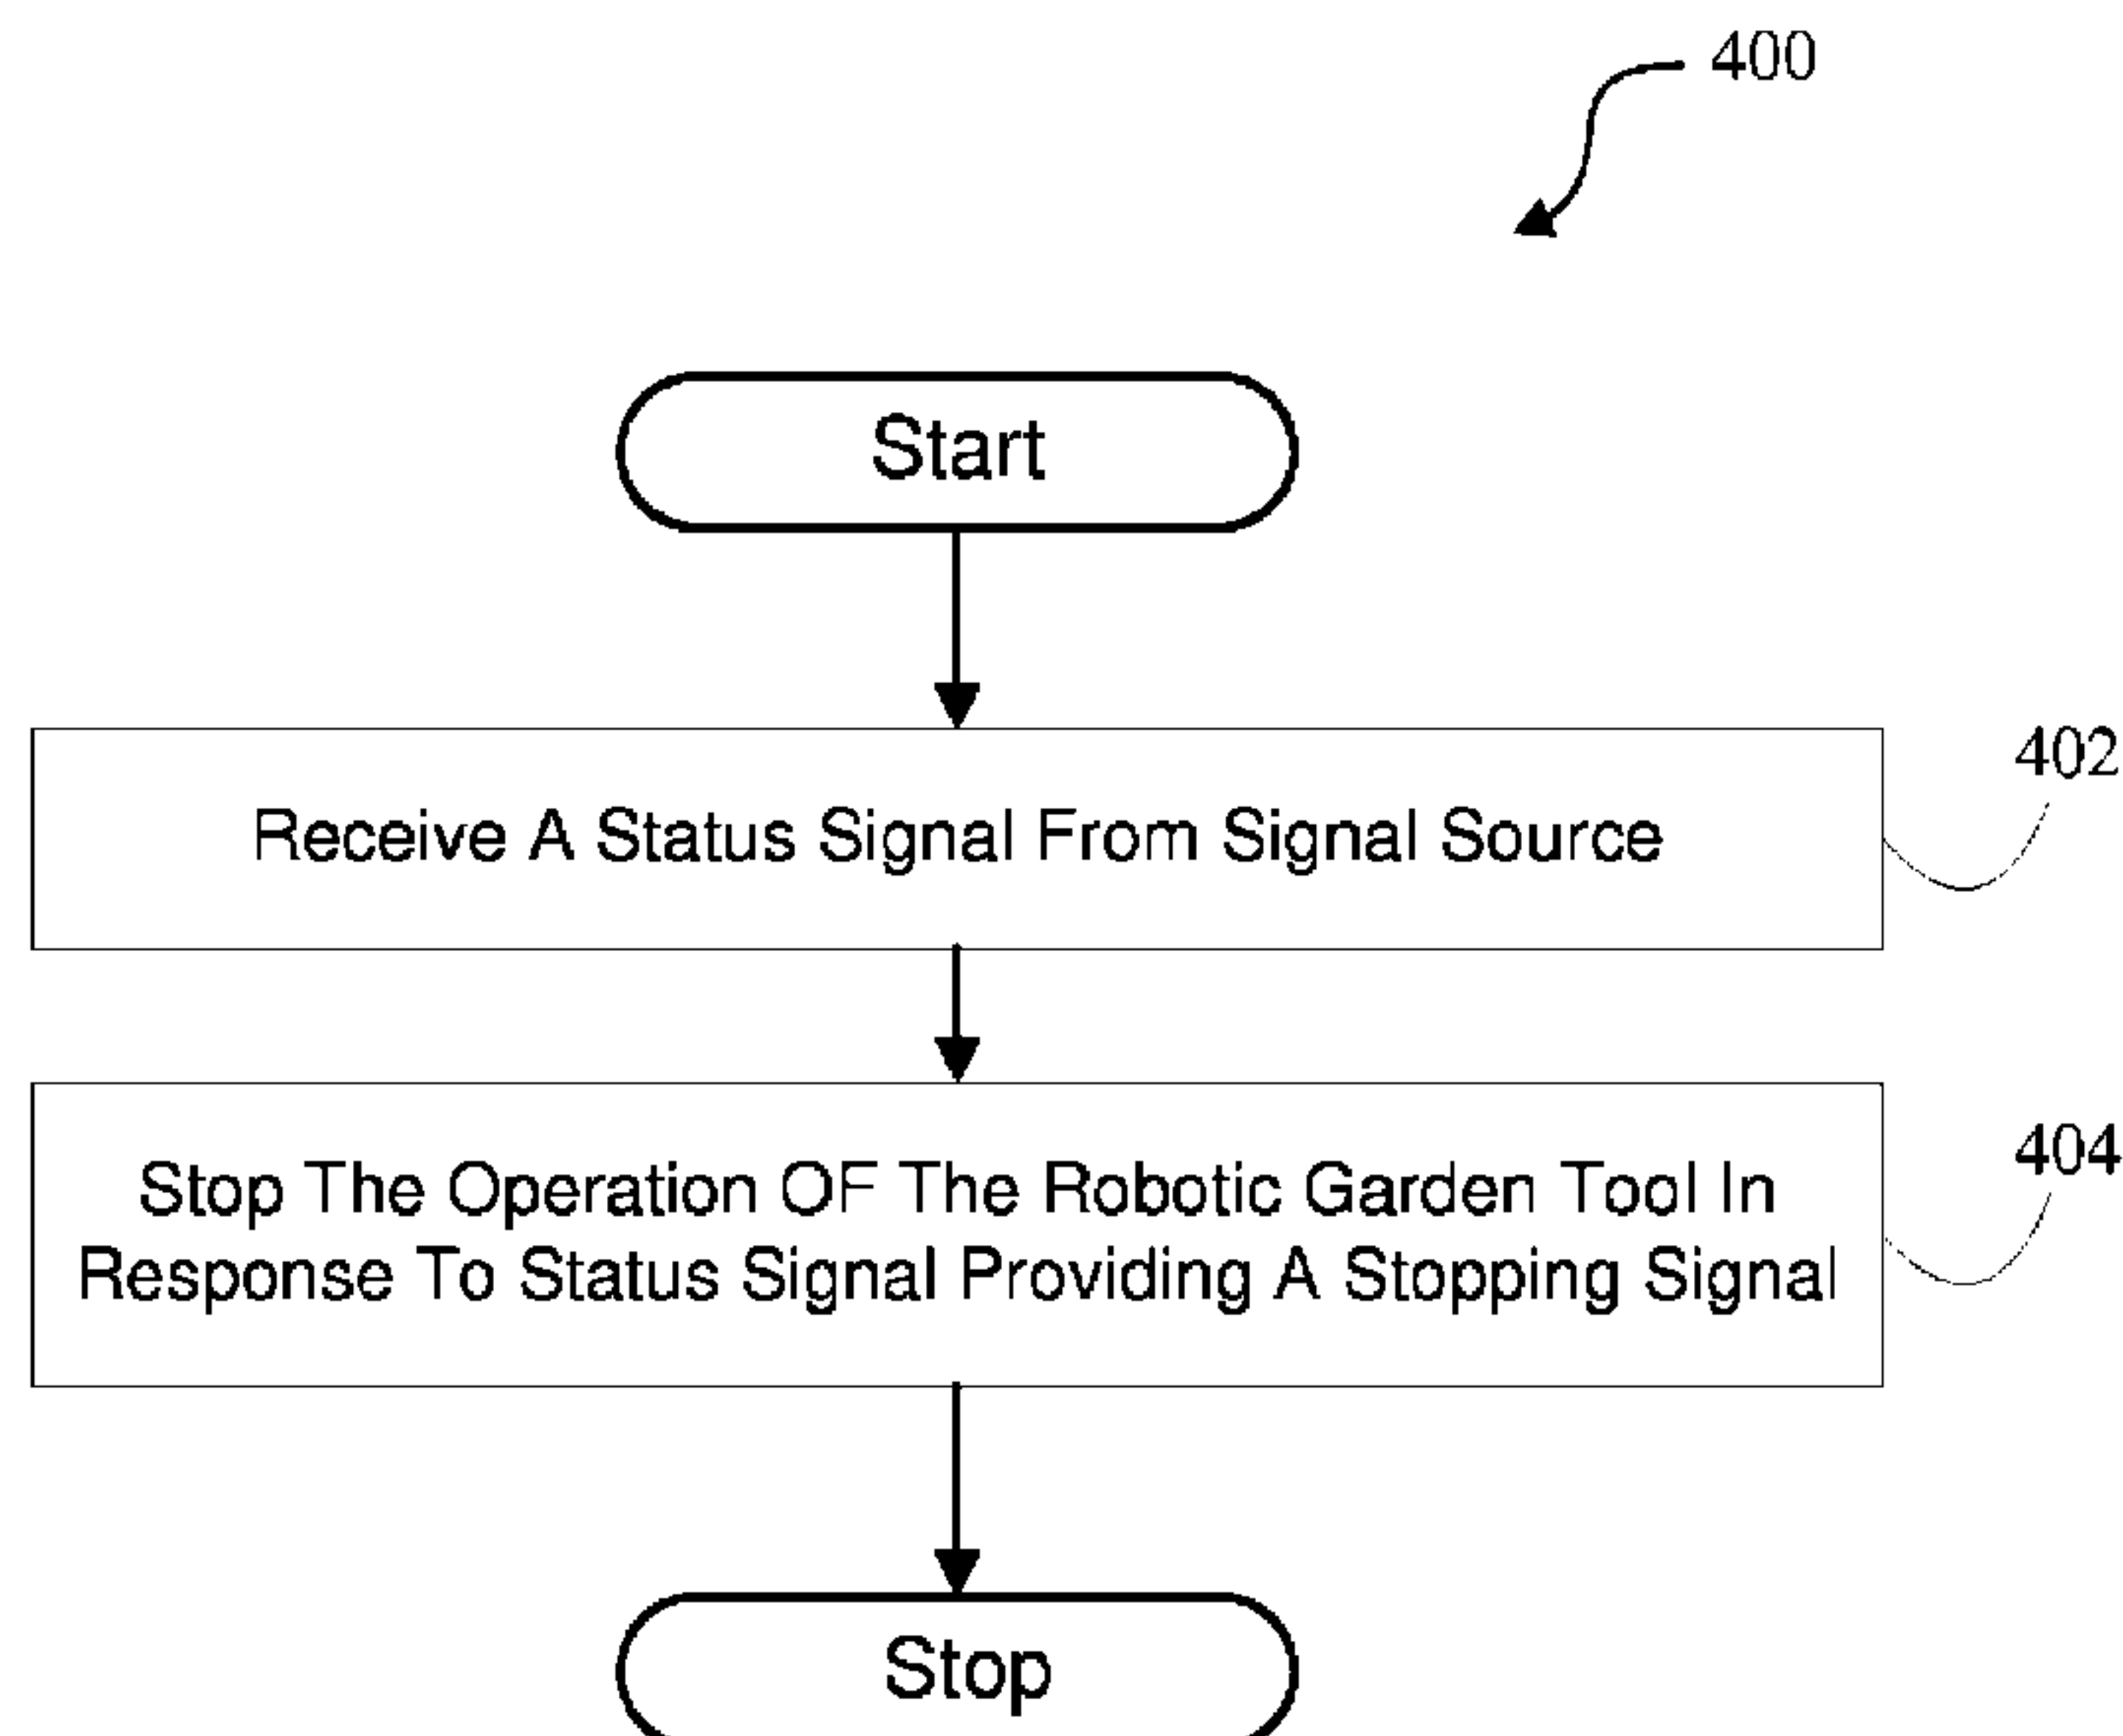 400
Start
402
Receive A Status Signal From Signal Source
404
Stop The Operation OF The Robotic Garden Tool In
Response To Status Signal Providing A Stopping Signal
Stop